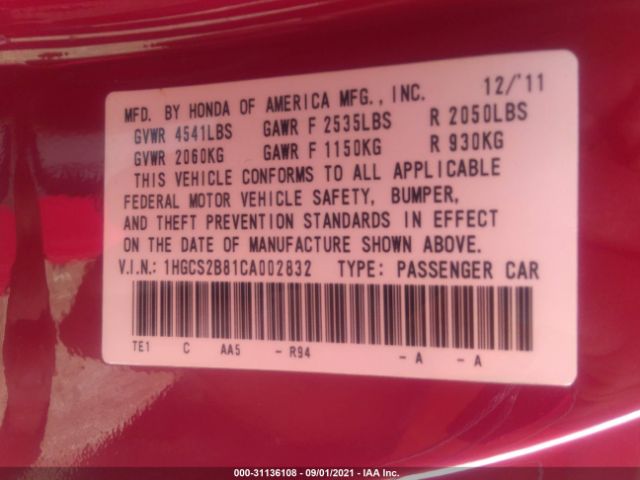 MFD. BY HONDA OF AMERICA MFG., INC. 12/'11
GVWR 4541LBS GAWR F 2535LBS R 2050LBS
GVWR 2060KG GAWR F 1150KG R 930KG
THIS VEHICLE CONFORMS TO ALL APPLICABLE
FEDERAL MOTOR VEHICLE SAFETY, BUMPER,
AND THEFT PREVENTION STANDARDS IN EFFECT
ON THE DATE OF MANUFACTURE SHOWN ABOVE.
V.I.N.: 1HGCS2B81CA002832 TYPE: PASSENGER CAR
TE1 C AA5 - R94 - A - A
000-31136108 - 09/01/2021 - IAA Inc.